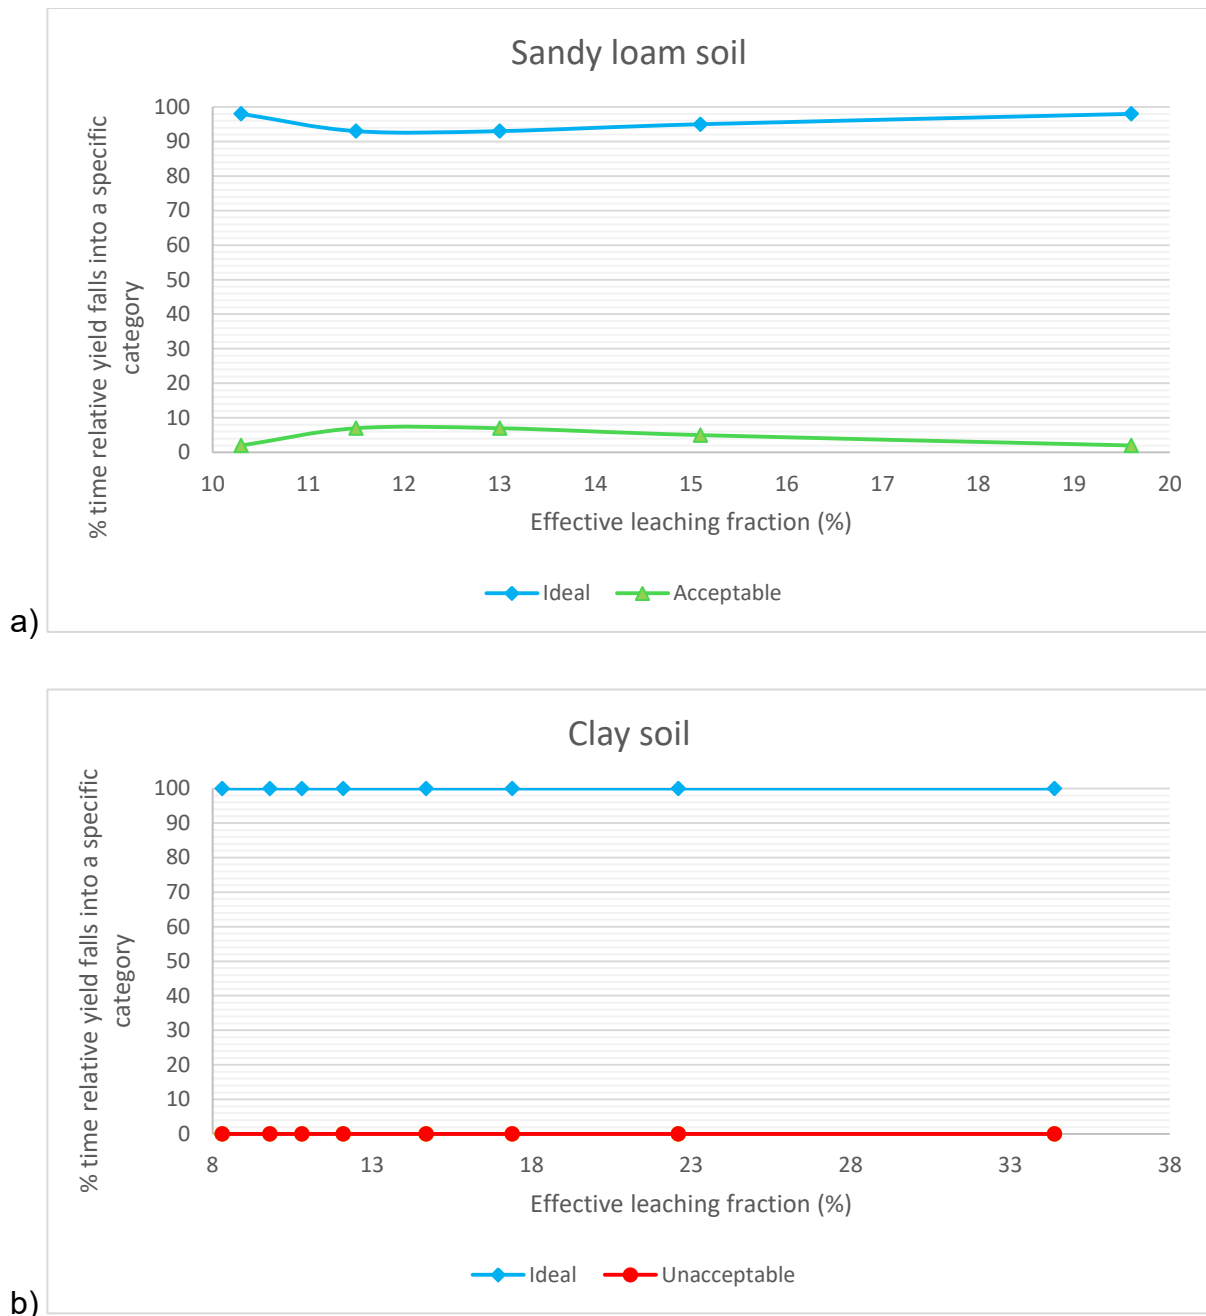 Sandy loam soil
% time relative yield falls into a specific
category
100
90
80
70
60
50
40
30
20
10
0
10 11 12 13 14 15 16 17 18 19 20
Effective leaching fraction (%)
Ideal Acceptable
a)
Clay soil
% time relative yield falls into a specific
category
100
90
80
70
60
50
40
30
20
10
0
8 13 18 23 28 33 38
Effective leaching fraction (%)
Ideal Unacceptable
b)